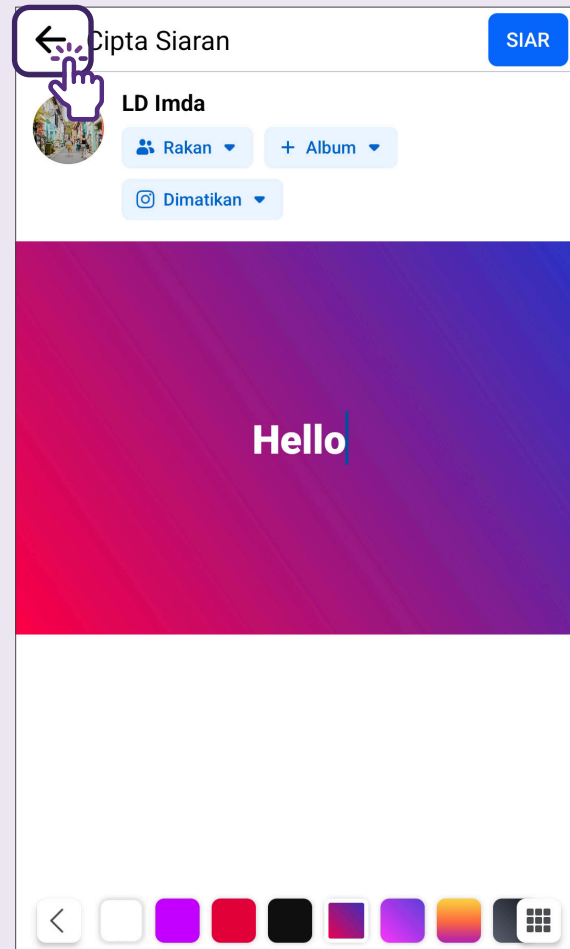 Cipta Siaran
SIAR
LD Imda
Rakan
+ Album
Dimatikan
Hello